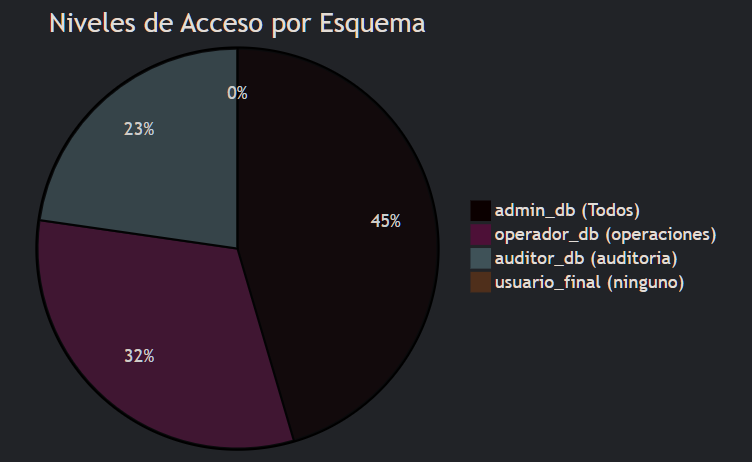 Niveles de Acceso por Esquema
0%
23%
45%
32%
admin_db (Todos)
operador_db (operaciones)
auditor_db (auditoria)
usuario_final (ninguno)